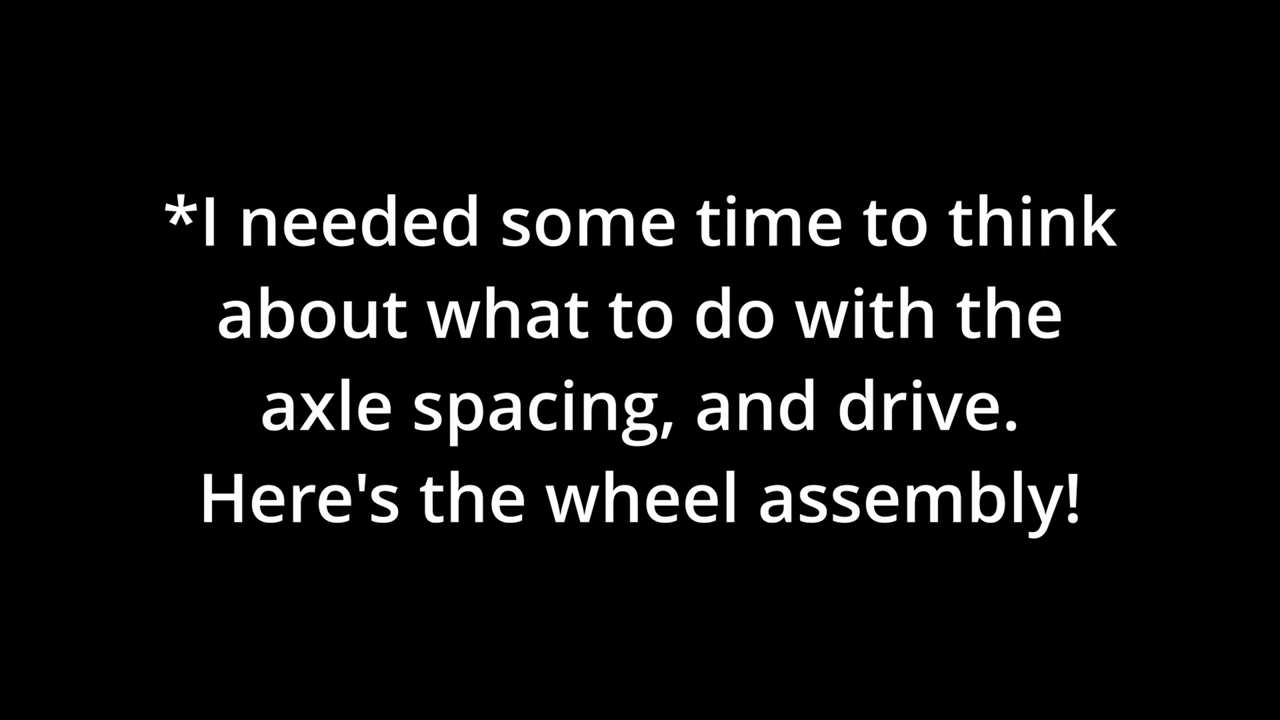 *I needed some time to think
about what to do with the
axle spacing, and drive.
Here's the wheel assembly!